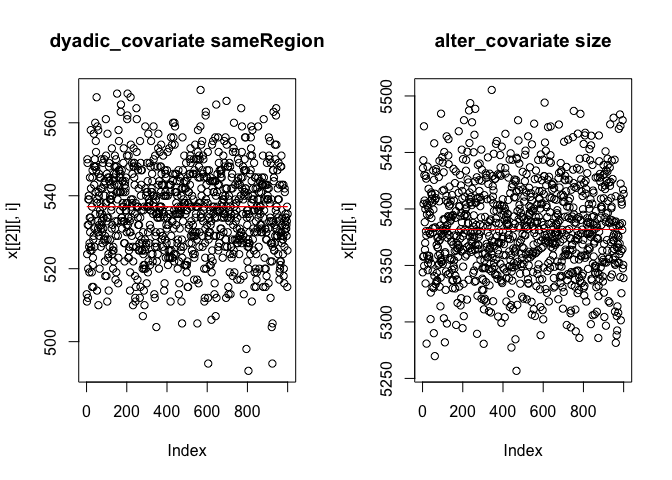 dyadic_covariate sameRegion
x[[2]][, i]
560
540
520
500
0 200 400 600 800
Index
alter_covariate size
x[[2]][, i]
5500
5450
5400
5350
5300
5250
0 200 400 600 800
Index